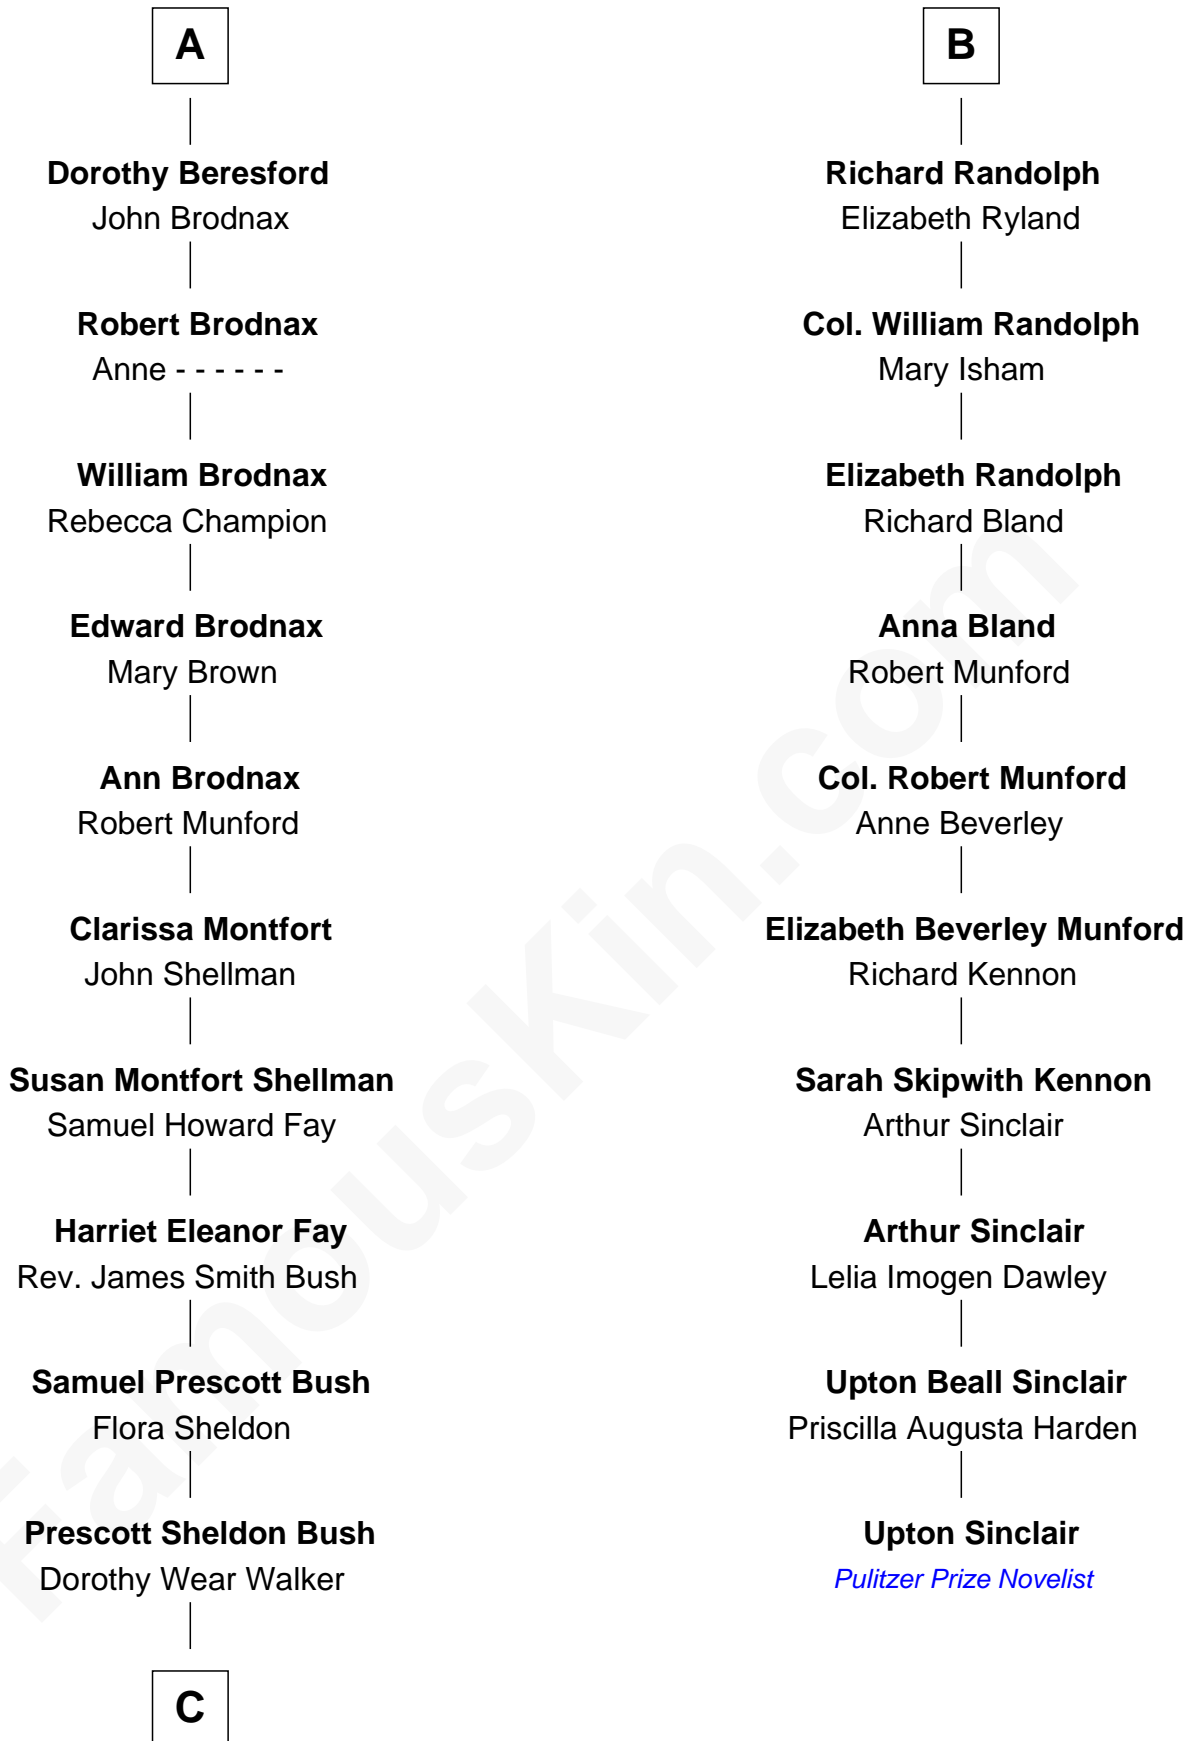 A
Dorothy Beresford
John Brodnax
Robert Brodnax
Anne - - - - - -
William Brodnax
Rebecca Champion
Edward Brodnax
Mary Brown
Ann Brodnax
Robert Munford
Clarissa Montfort
John Shellman
Susan Montfort Shellman
Samuel Howard Fay
Harriet Eleanor Fay
Rev. James Smith Bush
Samuel Prescott Bush
Flora Sheldon
Prescott Sheldon Bush
Dorothy Wear Walker
C
B
Richard Randolph
Elizabeth Ryland
Col. William Randolph
Mary Isham
Elizabeth Randolph
Richard Bland
Anna Bland
Robert Munford
Col. Robert Munford
Anne Beverley
Elizabeth Beverley Munford
Richard Kennon
Sarah Skipwith Kennon
Arthur Sinclair
Arthur Sinclair
Lelia Imogen Dawley
Upton Beall Sinclair
Priscilla Augusta Harden
Upton Sinclair
Pulitzer Prize Novelist
FamousKin.com